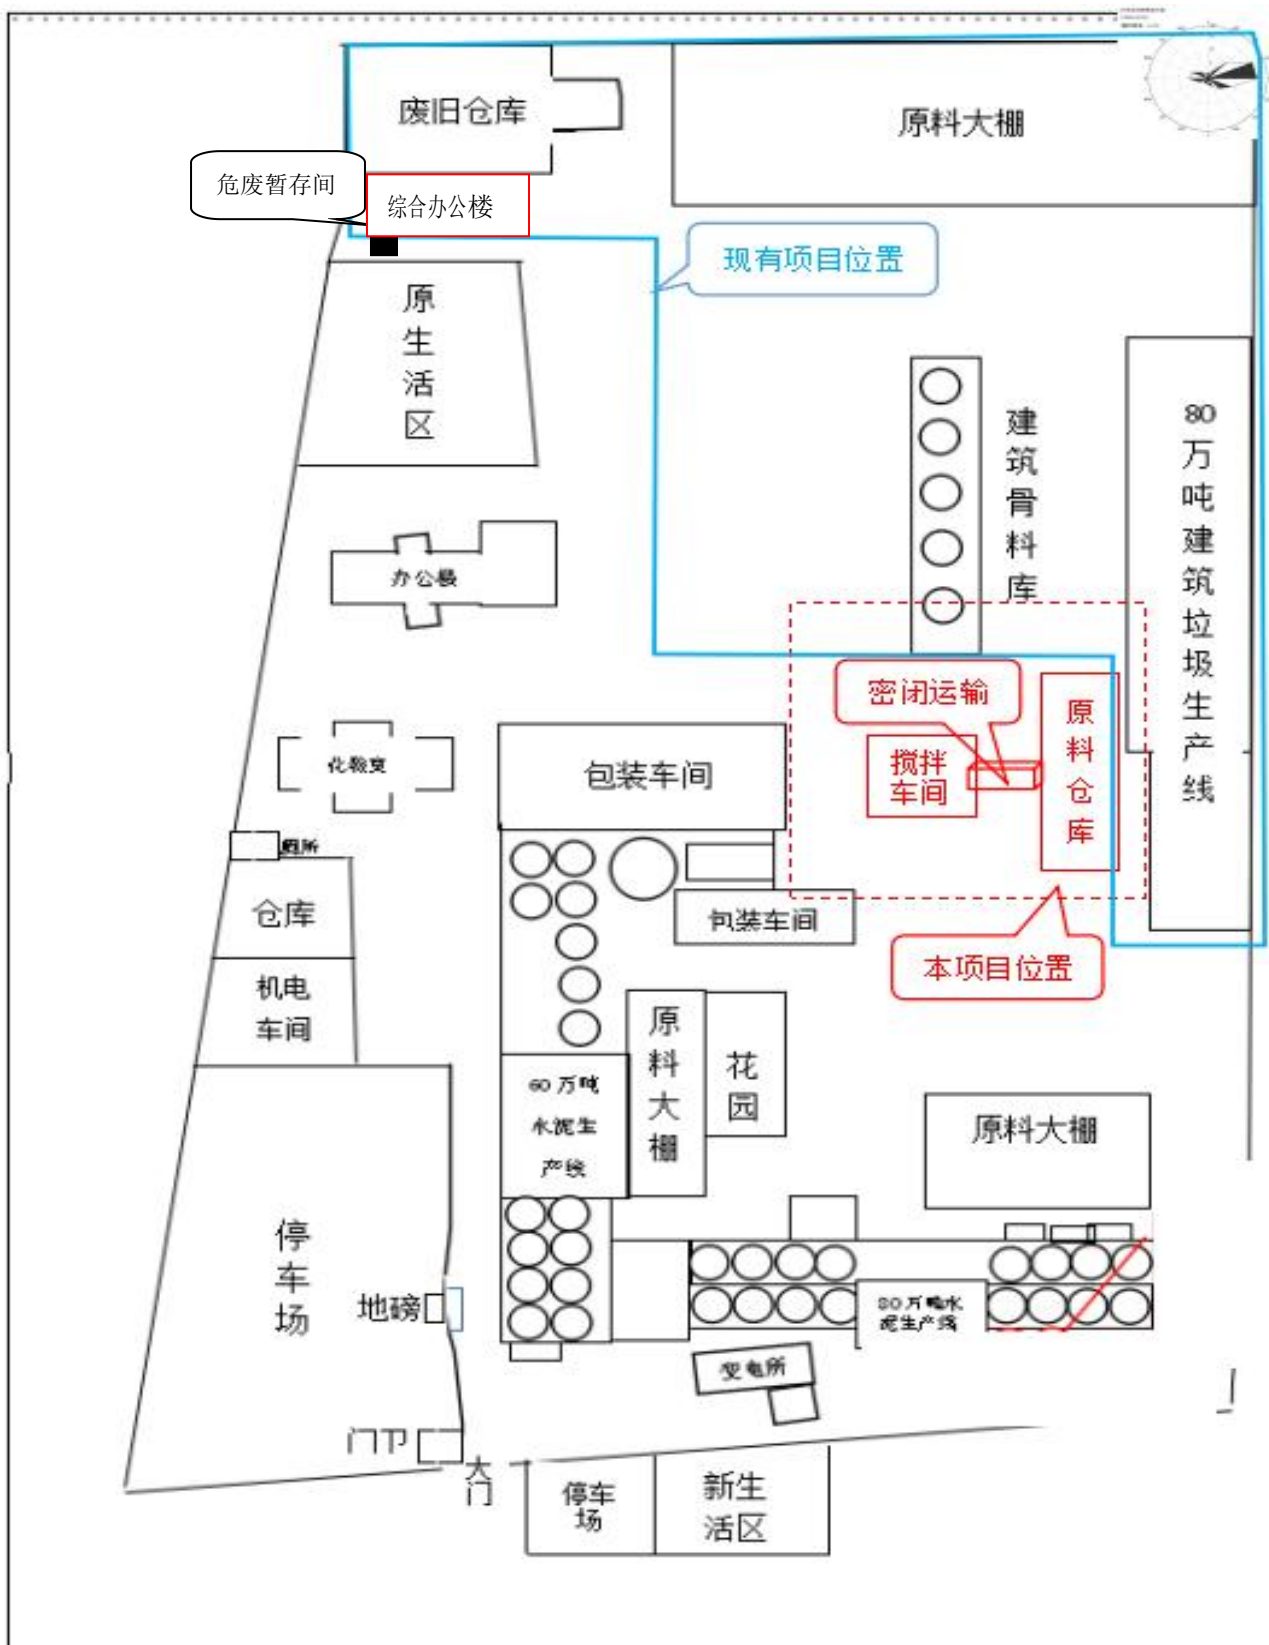 废旧仓库
原料大棚
危废暂存间
综合办公楼
现有项目位置
原生活区
建筑骨料库
80万吨建筑垃圾生产线
办公楼
密闭运输
原料仓库
搅拌车间
化验室
包装车间
厕所
仓库
包装车间
本项目位置
机电
车间
原料大棚
花园
60 万吨
水泥生
产线
原料大棚
停车场
地磅
80 万吨水
泥生产线
变电所
门卫
大门
停车
场
新生
活区